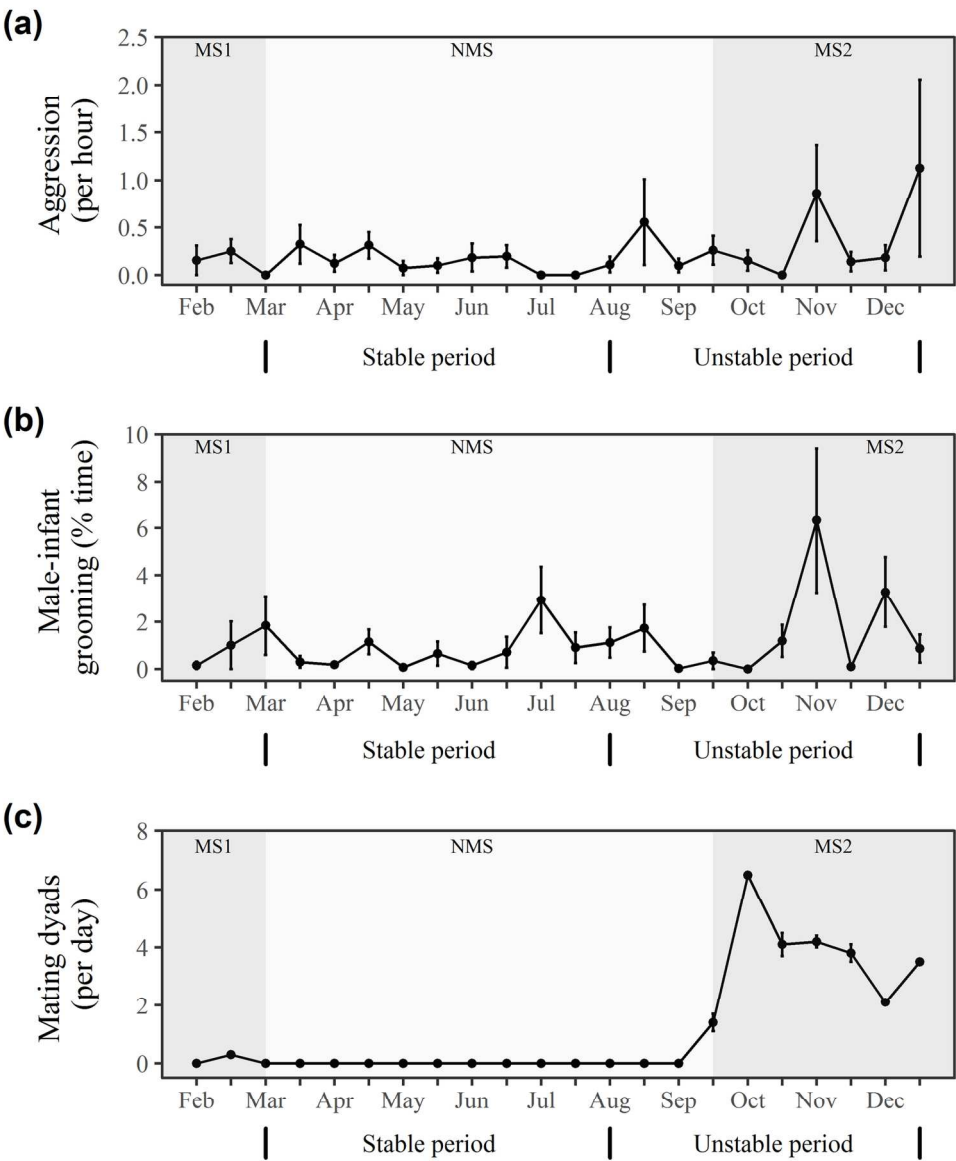 (a)
2.5
MS1 NMS MS2
2.0
1.5
1.0
0.5
0.0
Aggression
(per hour)
Feb Mar Apr May Jun Jul Aug Sep Oct Nov Dec
Stable period Unstable period
(b)
10
MS1 NMS MS2
8
6
4
2
0
Male-infant
grooming (% time)
Feb Mar Apr May Jun Jul Aug Sep Oct Nov Dec
Stable period Unstable period
(c)
8
MS1 NMS MS2
6
4
2
0
Mating dyads
(per day)
Feb Mar Apr May Jun Jul Aug Sep Oct Nov Dec
Stable period Unstable period